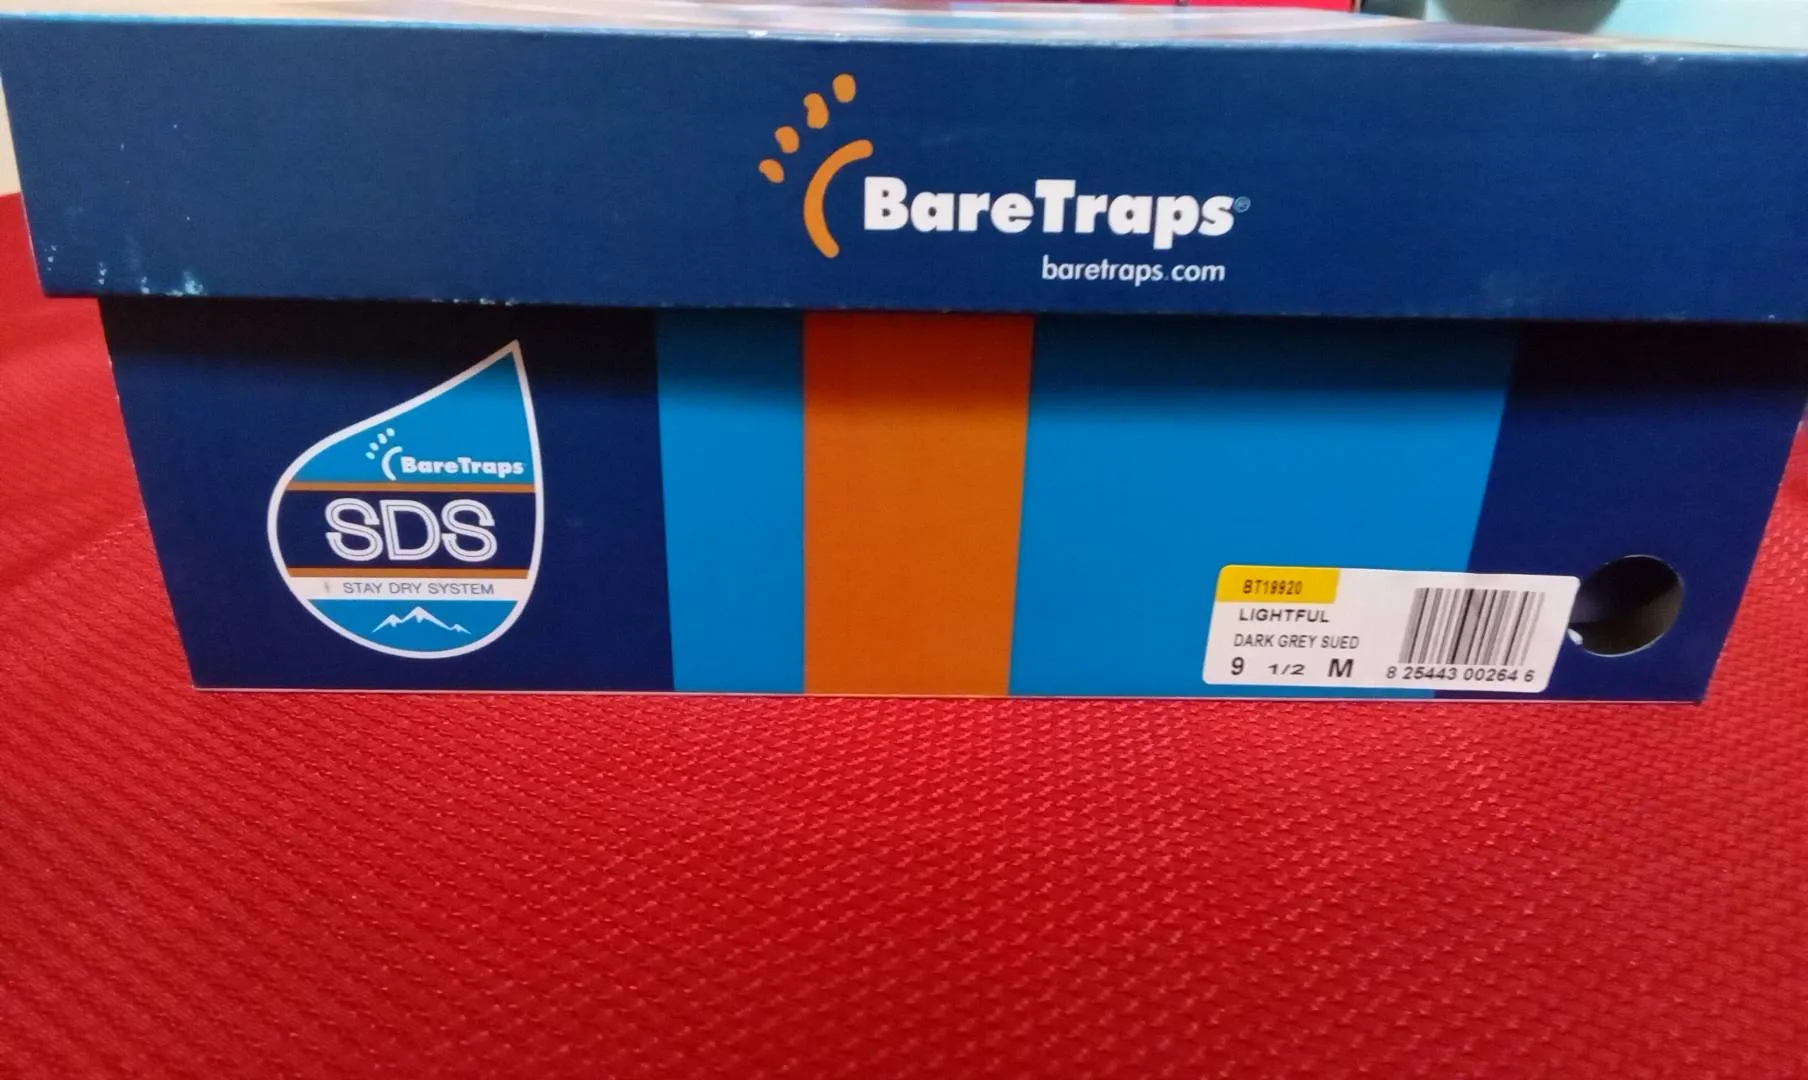 BareTraps®
baretraps.com
BareTraps
SDS
STAY DRY SYSTEM
BT19920
LIGHTFUL
DARK GREY SUED
9 1/2 M
8 25443 00264 6